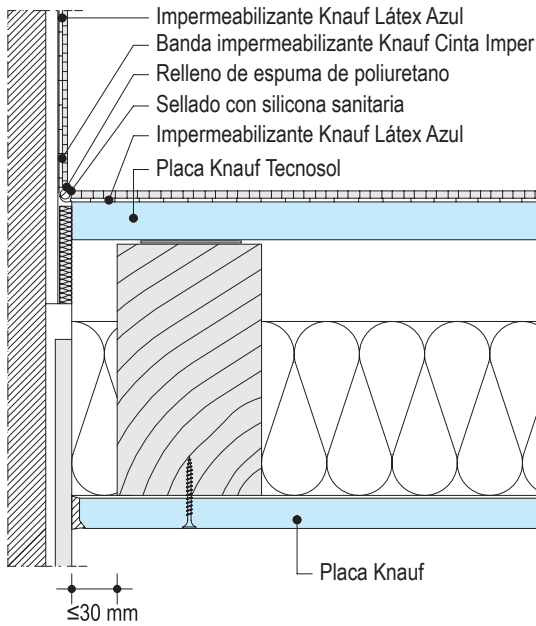 Impermeabilizante Knauf Látex Azul
Banda impermeabilizante Knauf Cinta Imper
Relleno de espuma de poliuretano
Sellado con silicona sanitaria
Impermeabilizante Knauf Látex Azul
Placa Knauf Tecnosol
Placa Knauf
≤30 mm